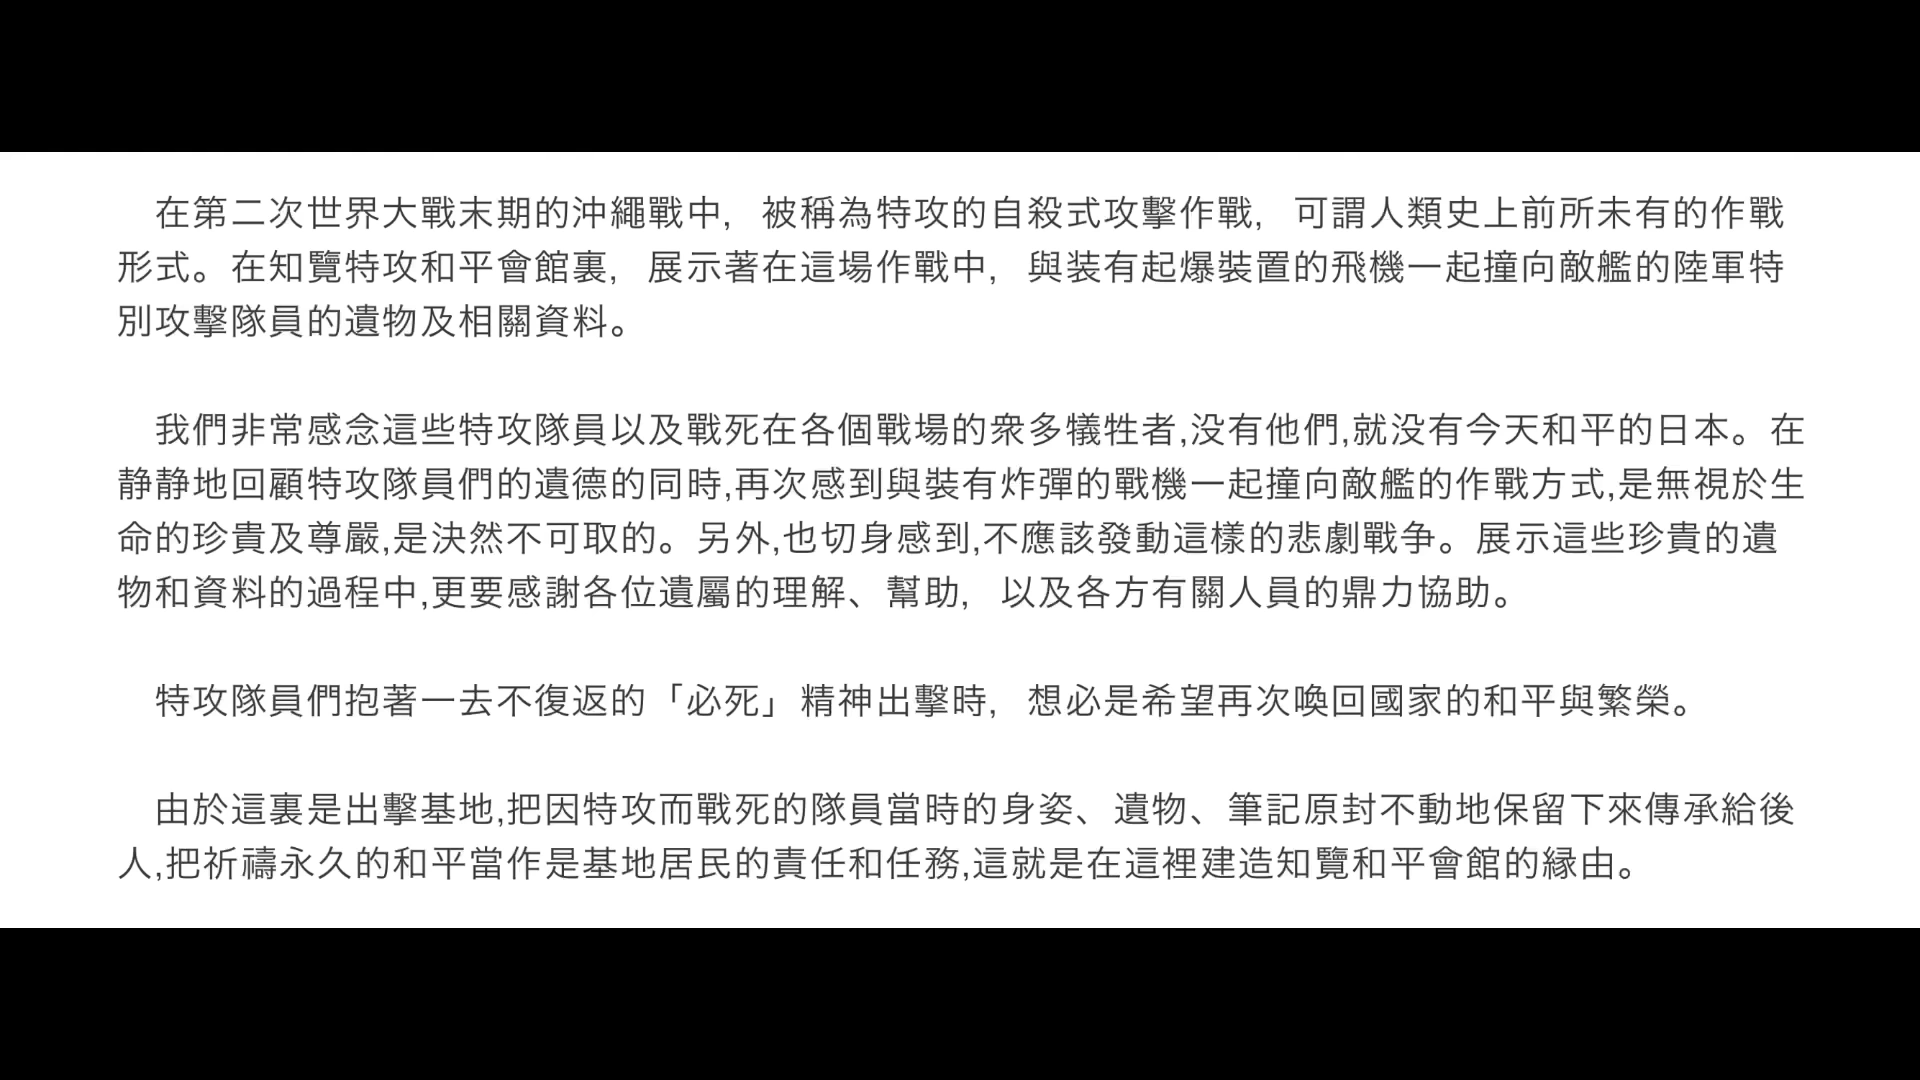 在第二次世界大戰末期的沖繩戰中，被稱為特攻的自殺式攻擊作戰，可謂人類史上前所未有的作戰
形式。在知覽特攻和平會館裏，展示著在這場作戰中，與装有起爆裝置的飛機一起撞向敵艦的陸軍特
別攻擊隊員的遺物及相關資料。
我們非常感念這些特攻隊員以及戰死在各個戰場的衆多犠牲者,没有他們,就没有今天和平的日本。在
静静地回顧特攻隊員們的遺德的同時,再次感到與裝有炸彈的戰機一起撞向敵艦的作戰方式,是無視於生
命的珍貴及尊嚴,是決然不可取的。另外,也切身感到,不應該發動這樣的悲劇戰争。展示這些珍貴的遺
物和資料的過程中,更要感謝各位遺屬的理解、幫助，以及各方有關人員的鼎力協助。
特攻隊員們抱著一去不復返的「必死」精神出擊時，想必是希望再次喚回國家的和平與繁榮。
由於這裏是出擊基地,把因特攻而戰死的隊員當時的身姿、遺物、筆記原封不動地保留下來傳承給後
人,把祈禱永久的和平當作是基地居民的責任和任務,這就是在這裡建造知覽和平會館的縁由。